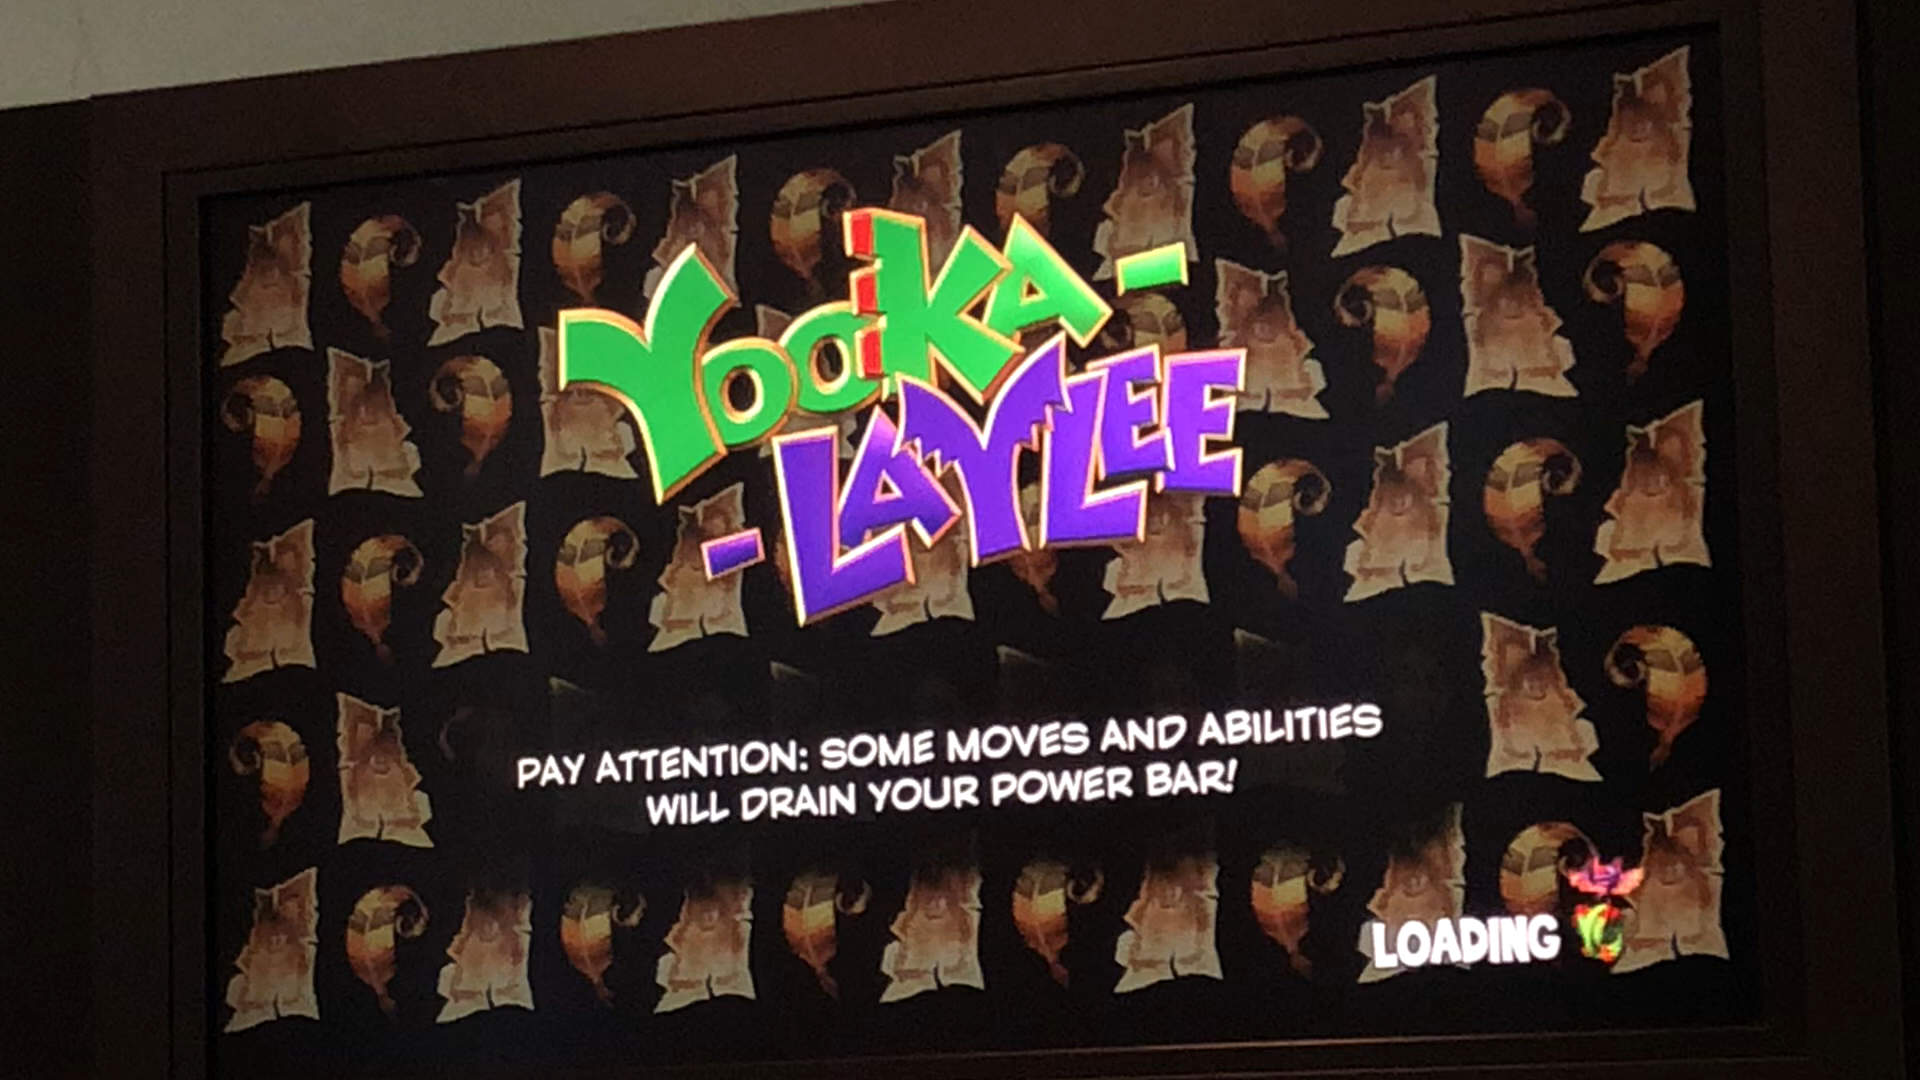 YOOKA-
-LAYLEE
PAY ATTENTION: SOME MOVES AND ABILITIES
WILL DRAIN YOUR POWER BAR!
LOADING